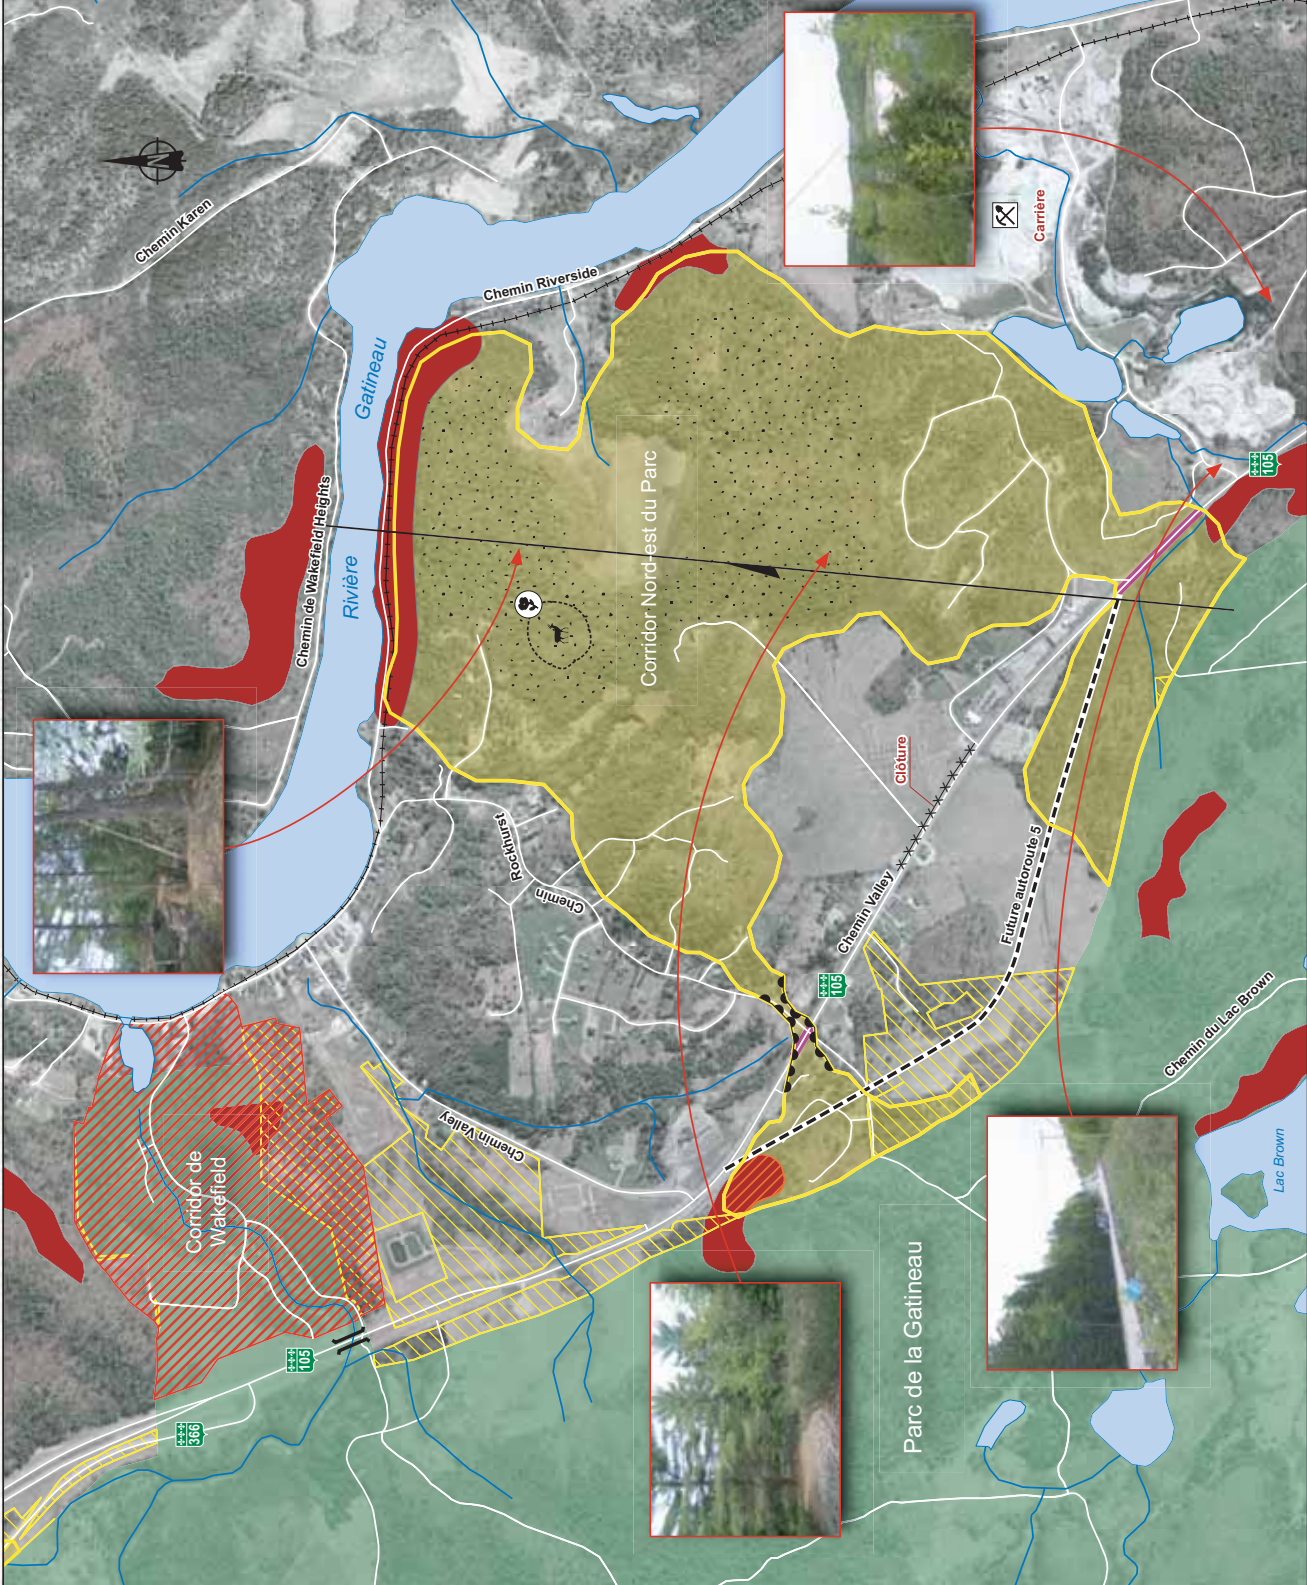 N
Chemin Karen
Carrière
Chemin Riverside
Gatineau
Rivière
Chemin de Wakefield Heights
105
Corridor Nord-est du Parc
Clôture
Rockhurst
Chemin
Future autoroute 5
Chemin Valley
105
Chemin du Lac Brown
Chemin Valley
Corridor de
Wakefield
Lac Brown
Parc de la Gatineau
105
366